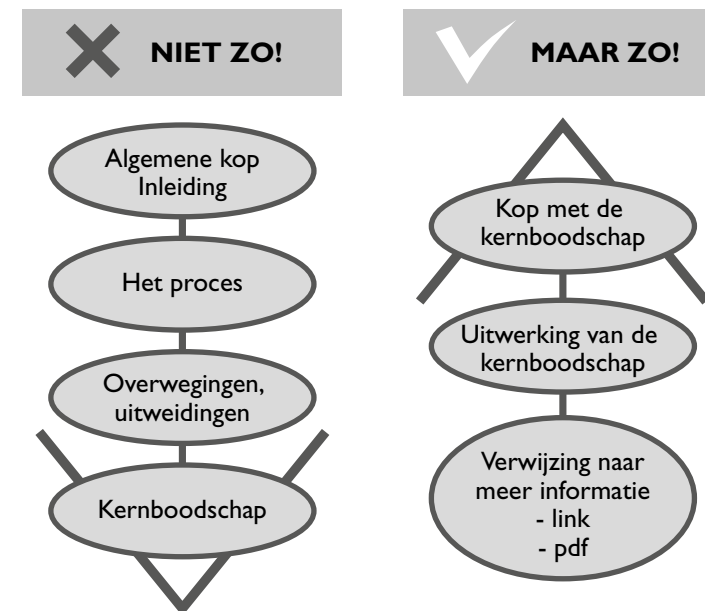 NIET ZO!
Algemene kop
Inleiding
Het proces
Overwegingen,
uitweidingen
Kernboodschap
MAAR ZO!
Kop met de
kernboodschap
Uitwerking van de
kernboodschap
Verwijzing naar
meer informatie
- link
- pdf